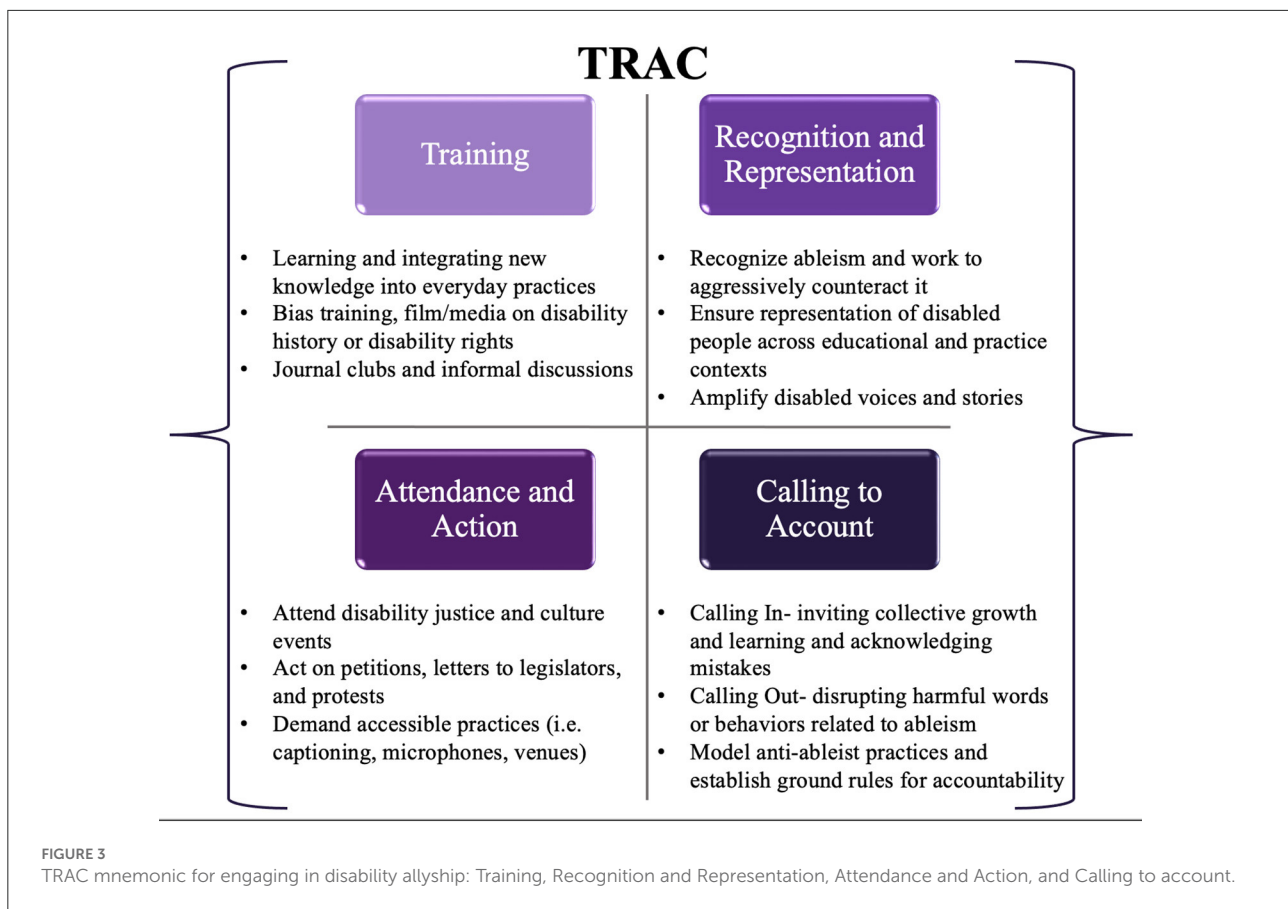 TRAC
Training
• Learning and integrating new
knowledge into everyday practices
• Bias training, film/media on disability
history or disability rights
• Journal clubs and informal discussions
Recognition and
Representation
• Recognize ableism and work to
aggressively counteract it
• Ensure representation of disabled
people across educational and practice
contexts
• Amplify disabled voices and stories
Attendance and
Action
• Attend disability justice and culture
events
• Act on petitions, letters to legislators,
and protests
• Demand accessible practices (i.e.
captioning, microphones, venues)
Calling to
Account
• Calling In- inviting collective growth
and learning and acknowledging
mistakes
• Calling Out- disrupting harmful words
or behaviors related to ableism
• Model anti-ableist practices and
establish ground rules for accountability
FIGURE 3
TRAC mnemonic for engaging in disability allyship: Training, Recognition and Representation, Attendance and Action, and Calling to account.